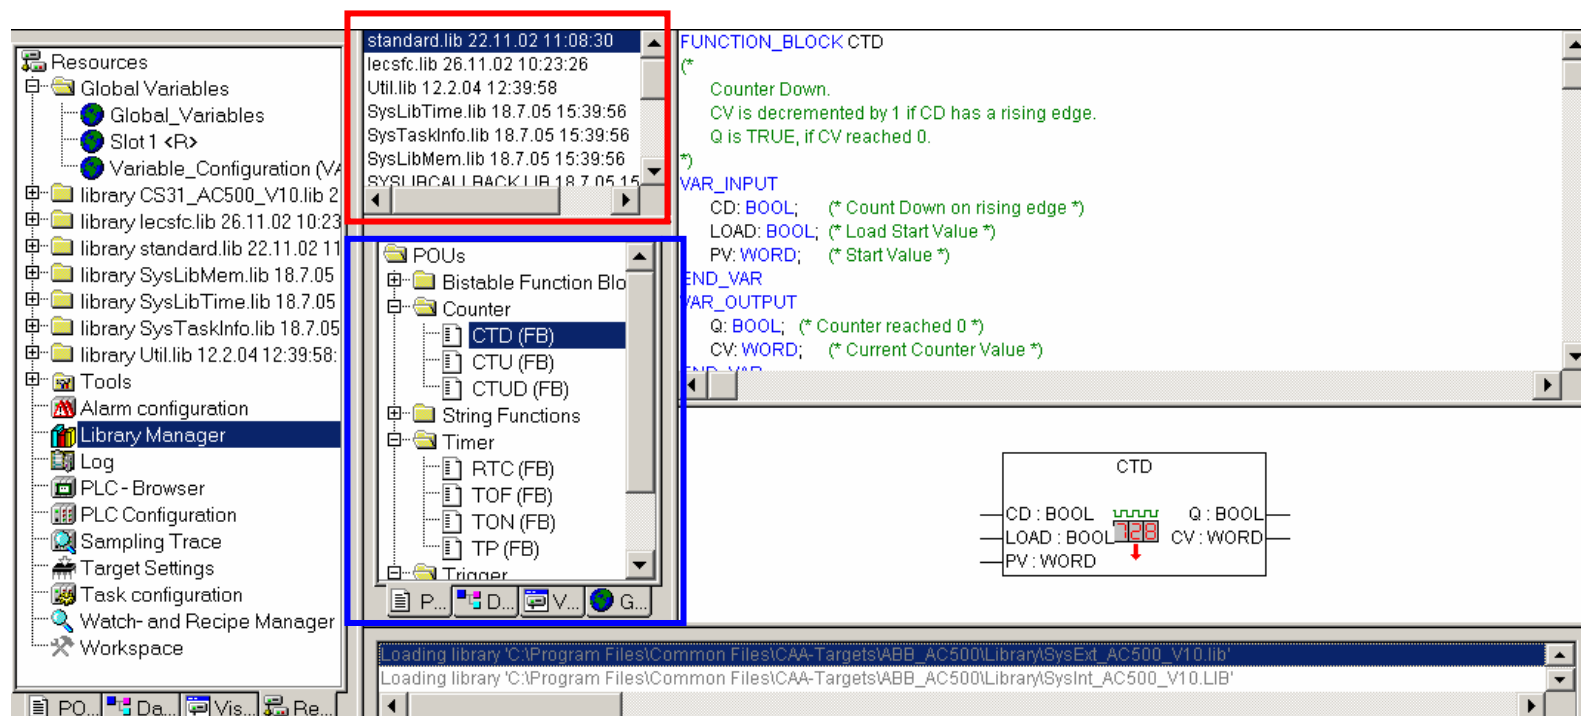 Resources
Global Variables
Global_Variables
Slot 1 <R>
Variable_Configuration (VA
library CS31_AC500_V10.lib 2
library Iecsfc.lib 26.11.02 10:23
library standard.lib 22.11.02 11
library SysLibMem.lib 18.7.05
library SysLibTime.lib 18.7.05
library SysTaskInfo.lib 18.7.05
library Util.lib 12.2.04 12:39:58:
Tools
Alarm configuration
Library Manager
Log
PLC - Browser
PLC Configuration
Sampling Trace
Target Settings
Task configuration
Watch- and Recipe Manager
Workspace
PO...
Da...
Vis...
Re...
standard.lib 22.11.02 11:08:30
Iecsfc.lib 26.11.02 10:23:26
Util.lib 12.2.04 12:39:58
SysLibTime.lib 18.7.05 15:39:56
SysTaskInfo.lib 18.7.05 15:39:56
SysLibMem.lib 18.7.05 15:39:56
SYSLIBCALLBACK.LIB 18.7.05 15
POUs
Bistable Function Blo
Counter
CTD (FB)
CTU (FB)
CTUD (FB)
String Functions
Timer
RTC (FB)
TOF (FB)
TON (FB)
TP (FB)
Trigger
P...
D...
V...
G...
FUNCTION_BLOCK CTD
(*
Counter Down.
CV is decremented by 1 if CD has a rising edge.
Q is TRUE, if CV reached 0.
*)
VAR_INPUT
CD: BOOL; (* Count Down on rising edge *)
LOAD: BOOL; (* Load Start Value *)
PV: WORD; (* Start Value *)
END_VAR
VAR_OUTPUT
Q: BOOL; (* Counter reached 0 *)
CV: WORD; (* Current Counter Value *)
END_VAR
CTD
CD : BOOL Q : BOOL
LOAD : BOOL 728 CV : WORD
PV : WORD
Loading library 'C:\Program Files\Common Files\CAA-Targets\ABB_AC500\Library\SysExt_AC500_V10.lib'
Loading library 'C:\Program Files\Common Files\CAA-Targets\ABB_AC500\Library\SysInt_AC500_V10.LIB'